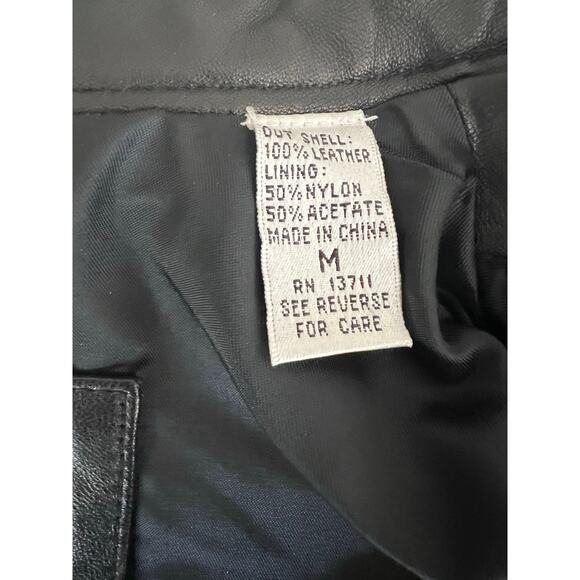 OUT SHELL:
100% LEATHER
LINING:
50% NYLON
50% ACETATE
MADE IN CHINA
M
RN 13711
SEE REVERSE
FOR CARE